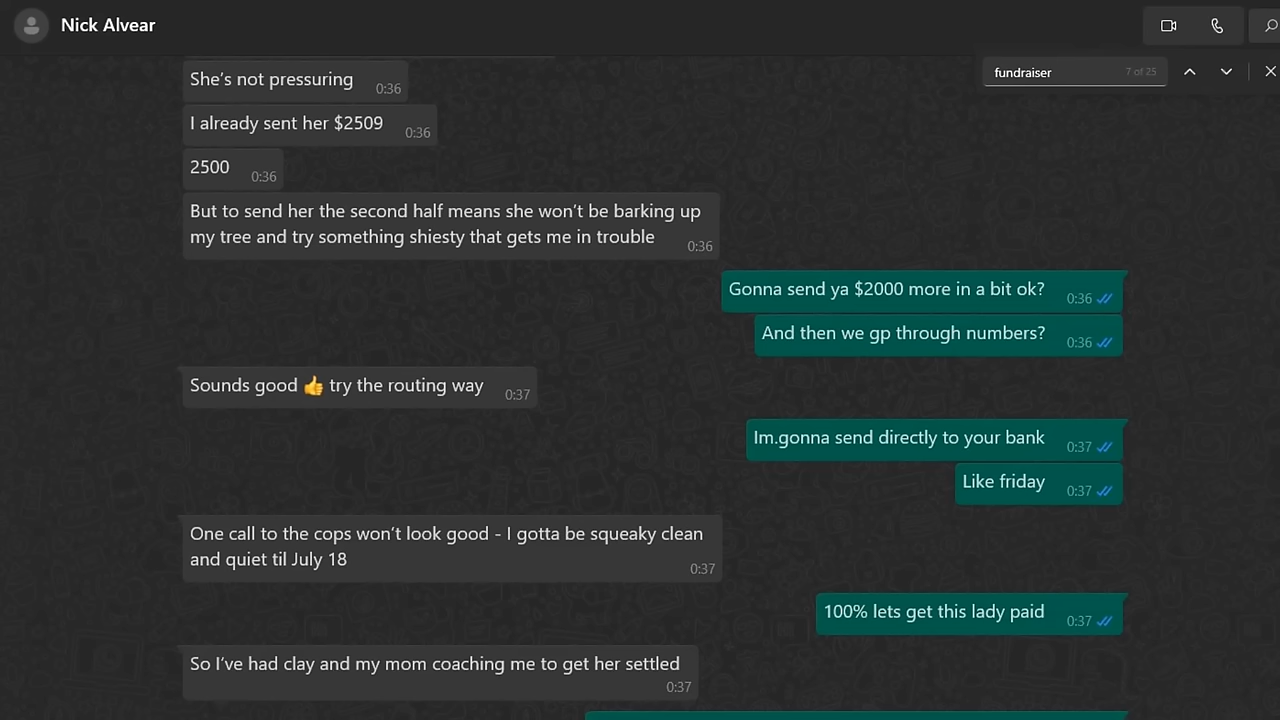 Nick Alvear
fundraiser
7 of 25
She's not pressuring
0:36
I already sent her $2509
0:36
2500
0:36
But to send her the second half means she won't be barking up
my tree and try something shiesty that gets me in trouble
0:36
Gonna send ya $2000 more in a bit ok?
0:36
And then we gp through numbers?
0:36
Sounds good 👍 try the routing way
0:37
Im.gonna send directly to your bank
0:37
Like friday
0:37
One call to the cops won't look good - I gotta be squeaky clean
and quiet til July 18
0:37
100% lets get this lady paid
0:37
So I've had clay and my mom coaching me to get her settled
0:37